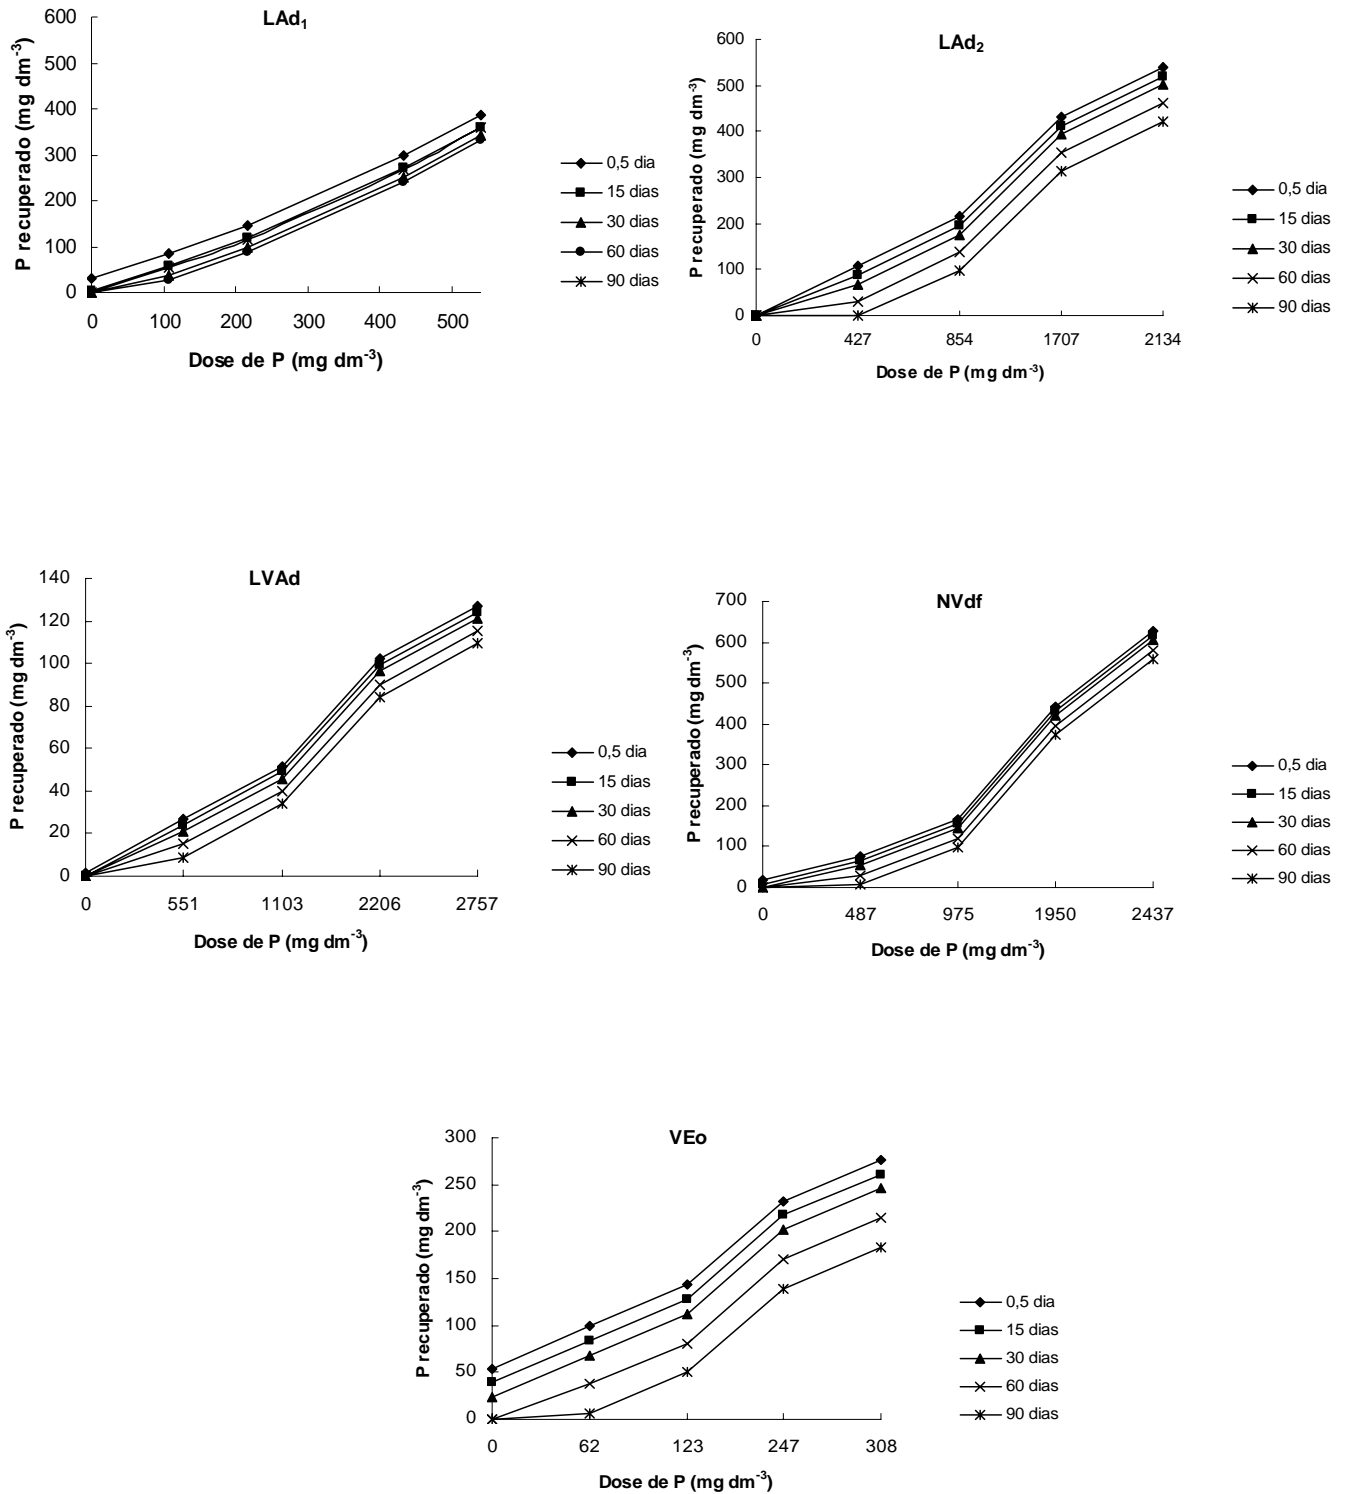 LAd1
P recuperado (mg dm-3)
600
500
400
300
200
100
0
0 100 200 300 400 500
Dose de P (mg dm-3)
0,5 dia
15 dias
30 dias
60 dias
90 dias
LAd2
P recuperado (mg dm-3)
600
500
400
300
200
100
0
0 427 854 1707 2134
Dose de P (mg dm-3)
0,5 dia
15 dias
30 dias
60 dias
90 dias
LVAd
P recuperado (mg dm-3)
140
120
100
80
60
40
20
0
0 551 1103 2206 2757
Dose de P (mg dm-3)
0,5 dia
15 dias
30 dias
60 dias
90 dias
NVdf
P recuperado (mg dm-3)
700
600
500
400
300
200
100
0
0 487 975 1950 2437
Dose de P (mg dm-3)
0,5 dia
15 dias
30 dias
60 dias
90 dias
VEo
P recuperado (mg dm-3)
300
250
200
150
100
50
0
0 62 123 247 308
Dose de P (mg dm-3)
0,5 dia
15 dias
30 dias
60 dias
90 dias